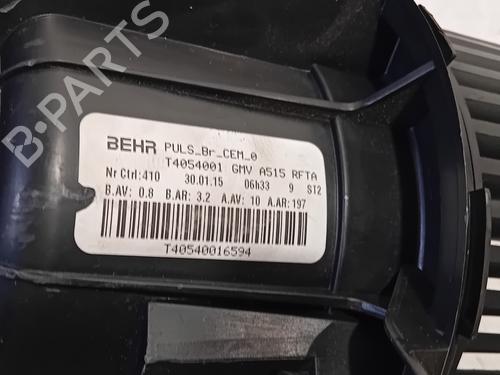 B-PARTS
BEHR PULS_Br_CEM_0
T4054001 GMV A515 RFTA
Nr Ctrl:410 30.01.15 06h33 9 ST2
B.AV: 0.8 B.AR: 3.2 A.AV: 10 A.AR:197
T40540016594